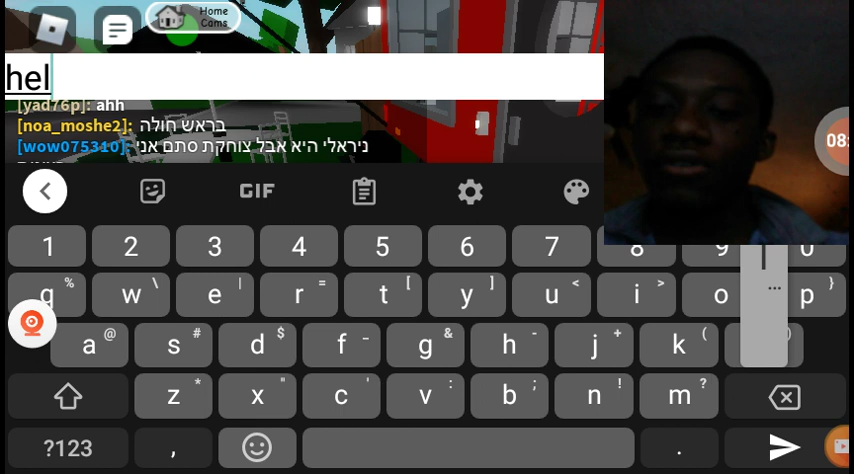 Home
Cams
hel
[yad76p]: ahh
[noa_moshe2]: בראש חולה
[wow075310]: ניראלי היא אבל צוחקת סתם אני
08:
GIF
1 2 3 4 5 6 7 8 9 0
q % w \ e | r = t [ y ] u < i > o p }
a @ s # d $ f _ g & h - j + k ( l )
z * x " c ' v : b ; n ! m ?
?123 , .